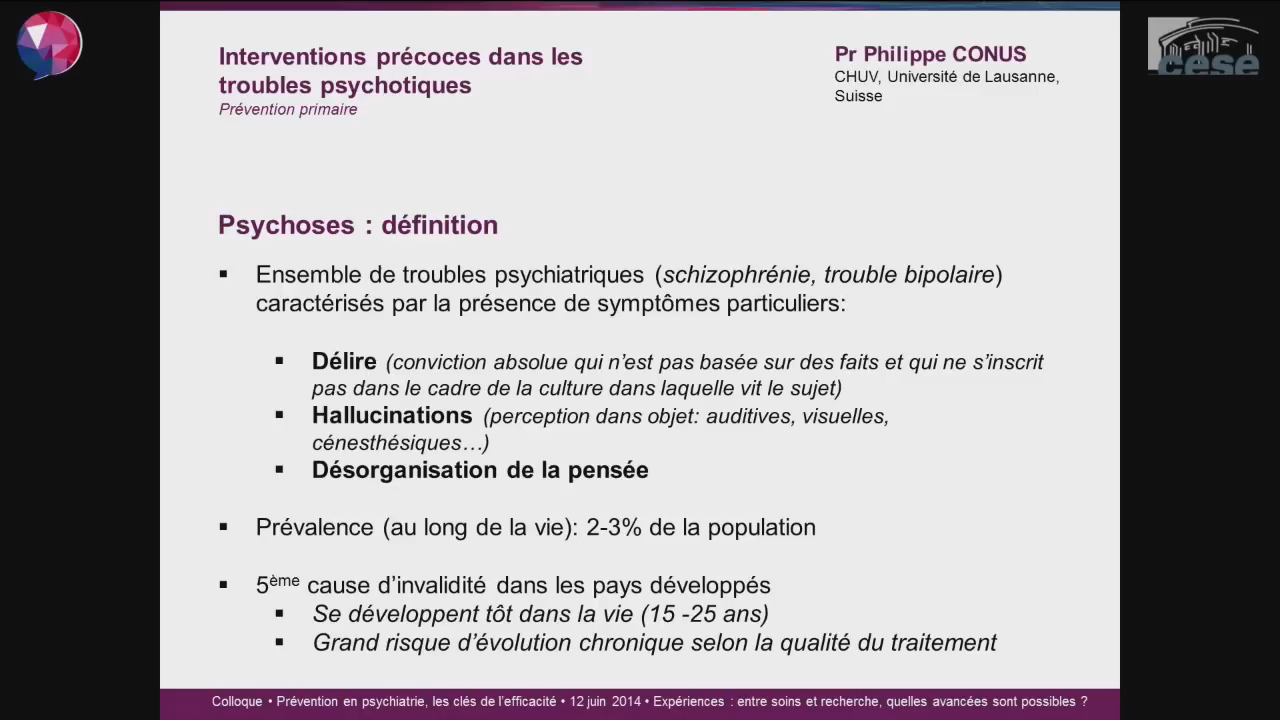 Interventions précoces dans les
troubles psychotiques
Prévention primaire
Pr Philippe CONUS
CHUV, Université de Lausanne,
Suisse
cese
Psychoses : définition
▪ Ensemble de troubles psychiatriques (schizophrénie, trouble bipolaire)
caractérisés par la présence de symptômes particuliers:
▪ Délire (conviction absolue qui n’est pas basée sur des faits et qui ne s’inscrit
pas dans le cadre de la culture dans laquelle vit le sujet)
▪ Hallucinations (perception dans objet: auditives, visuelles,
cénesthésiques…)
▪ Désorganisation de la pensée
▪ Prévalence (au long de la vie): 2-3% de la population
▪ 5ème cause d’invalidité dans les pays développés
▪ Se développent tôt dans la vie (15 -25 ans)
▪ Grand risque d’évolution chronique selon la qualité du traitement
Colloque • Prévention en psychiatrie, les clés de l’efficacité • 12 juin 2014 • Expériences : entre soins et recherche, quelles avancées sont possibles ?